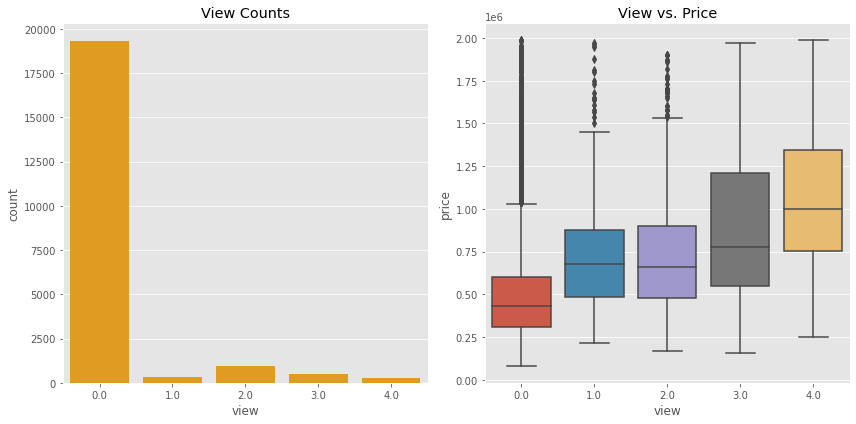 View Counts
20000
17500
15000
12500
10000
7500
5000
2500
0
count
0.0 1.0 2.0 3.0 4.0
view
View vs. Price
1e6
2.00
1.75
1.50
1.25
1.00
0.75
0.50
0.25
0.00
price
0.0 1.0 2.0 3.0 4.0
view